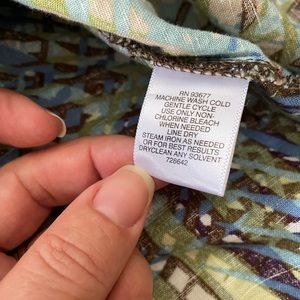 RN 93677
MACHINE WASH COLD
GENTLE CYCLE
USE ONLY NON-
CHLORINE BLEACH
WHEN NEEDED
LINE DRY
STEAM IRON AS NEEDED
OR FOR BEST RESULTS
DRYCLEAN ANY SOLVENT
728642